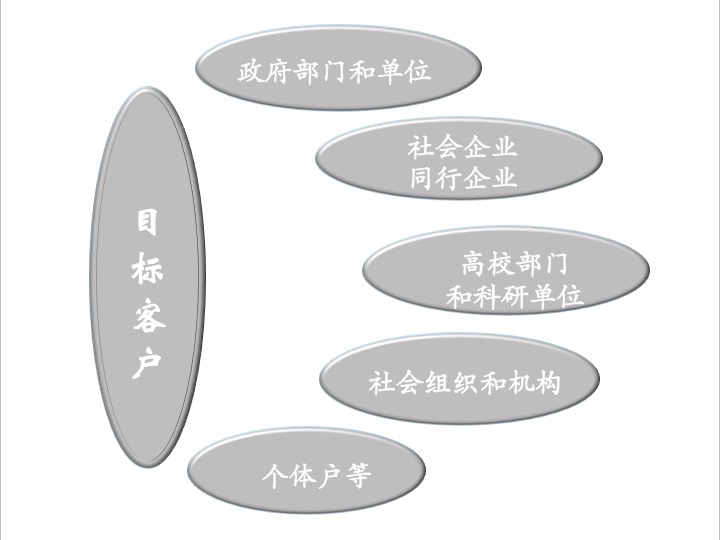 目标客户
政府部门和单位
社会企业
同行企业
高校部门
和科研单位
社会组织和机构
个体户等